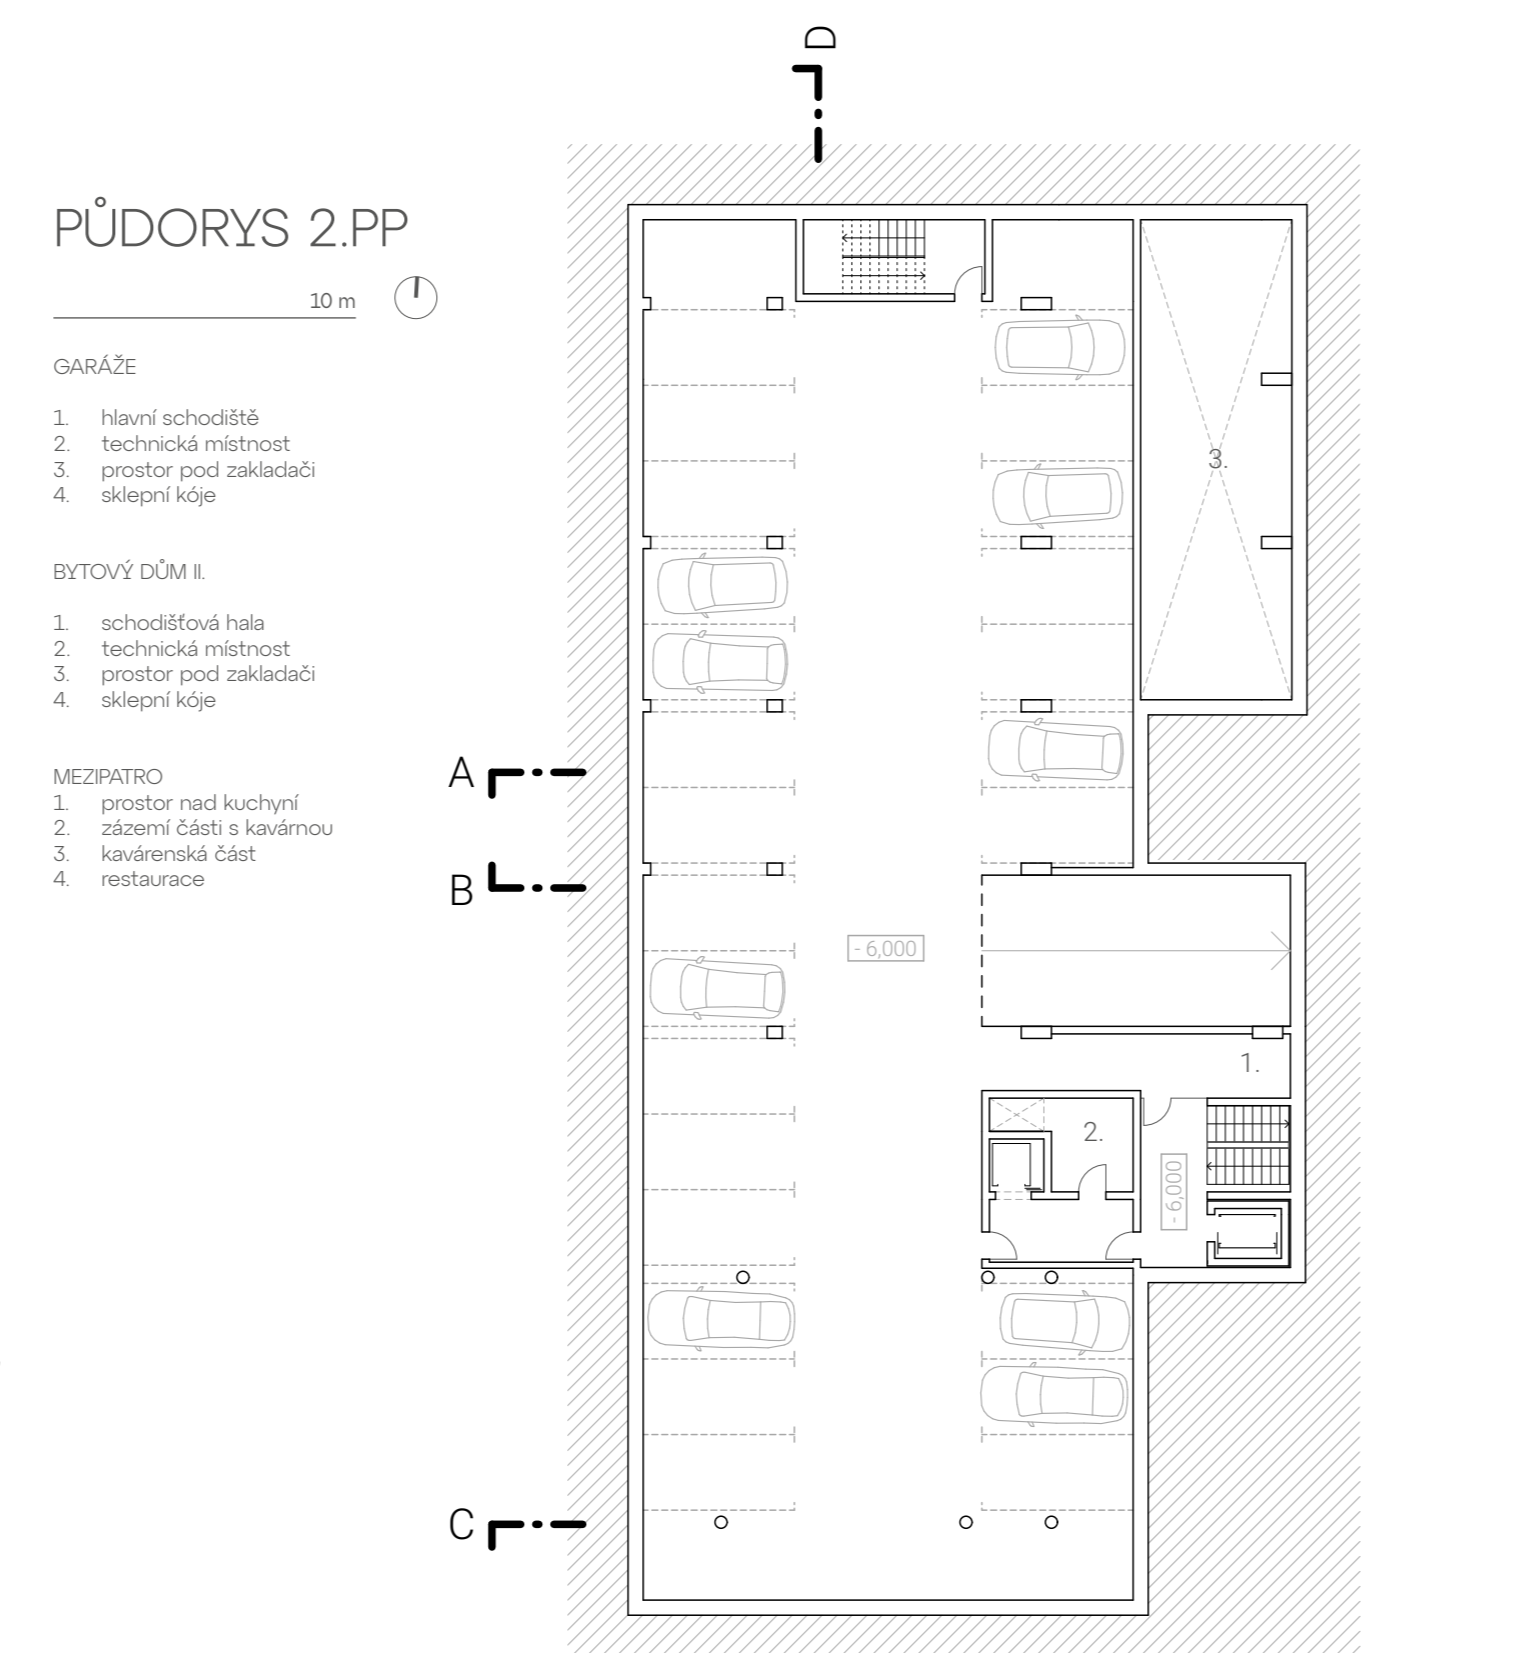 D
PŮDORYS 2.PP
10 m
GARÁŽE
1. hlavní schodiště
2. technická místnost
3. prostor pod zakladači
4. sklepní kóje
BYTOVÝ DŮM II.
1. schodišťová hala
2. technická místnost
3. prostor pod zakladači
4. sklepní kóje
MEZIPATRO
1. prostor nad kuchyní
2. zázemí části s kavárnou
3. kavárenská část
4. restaurace
3.
A
B
- 6,000
1.
2.
- 6,000
C